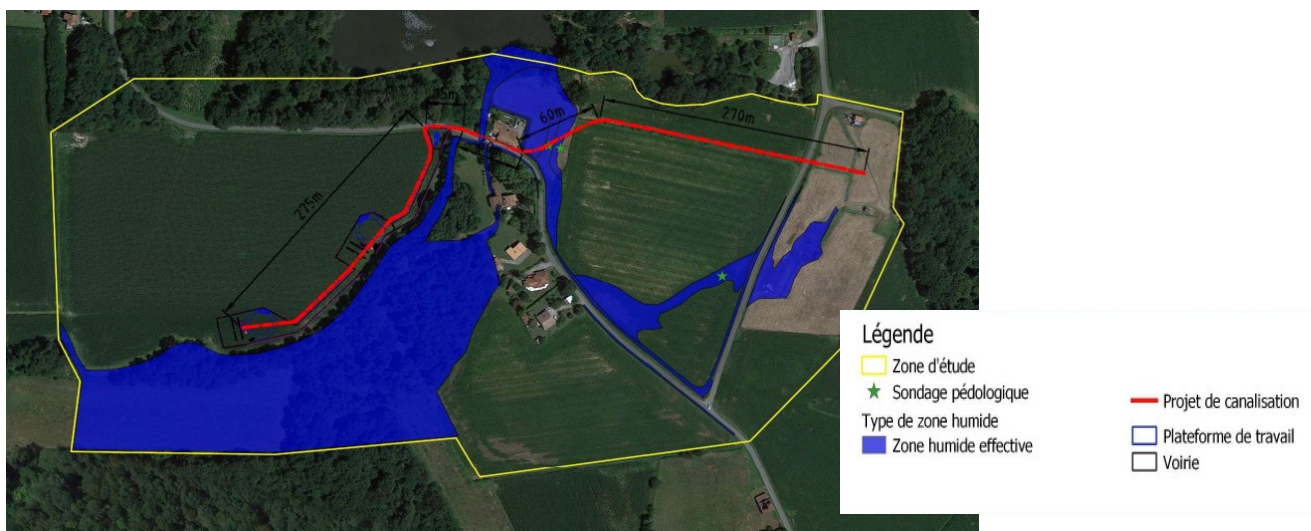 60m
270m
275m
Légende
Zone d'étude
Sondage pédologique
Type de zone humide
Zone humide effective
Projet de canalisation
Plateforme de travail
Voirie